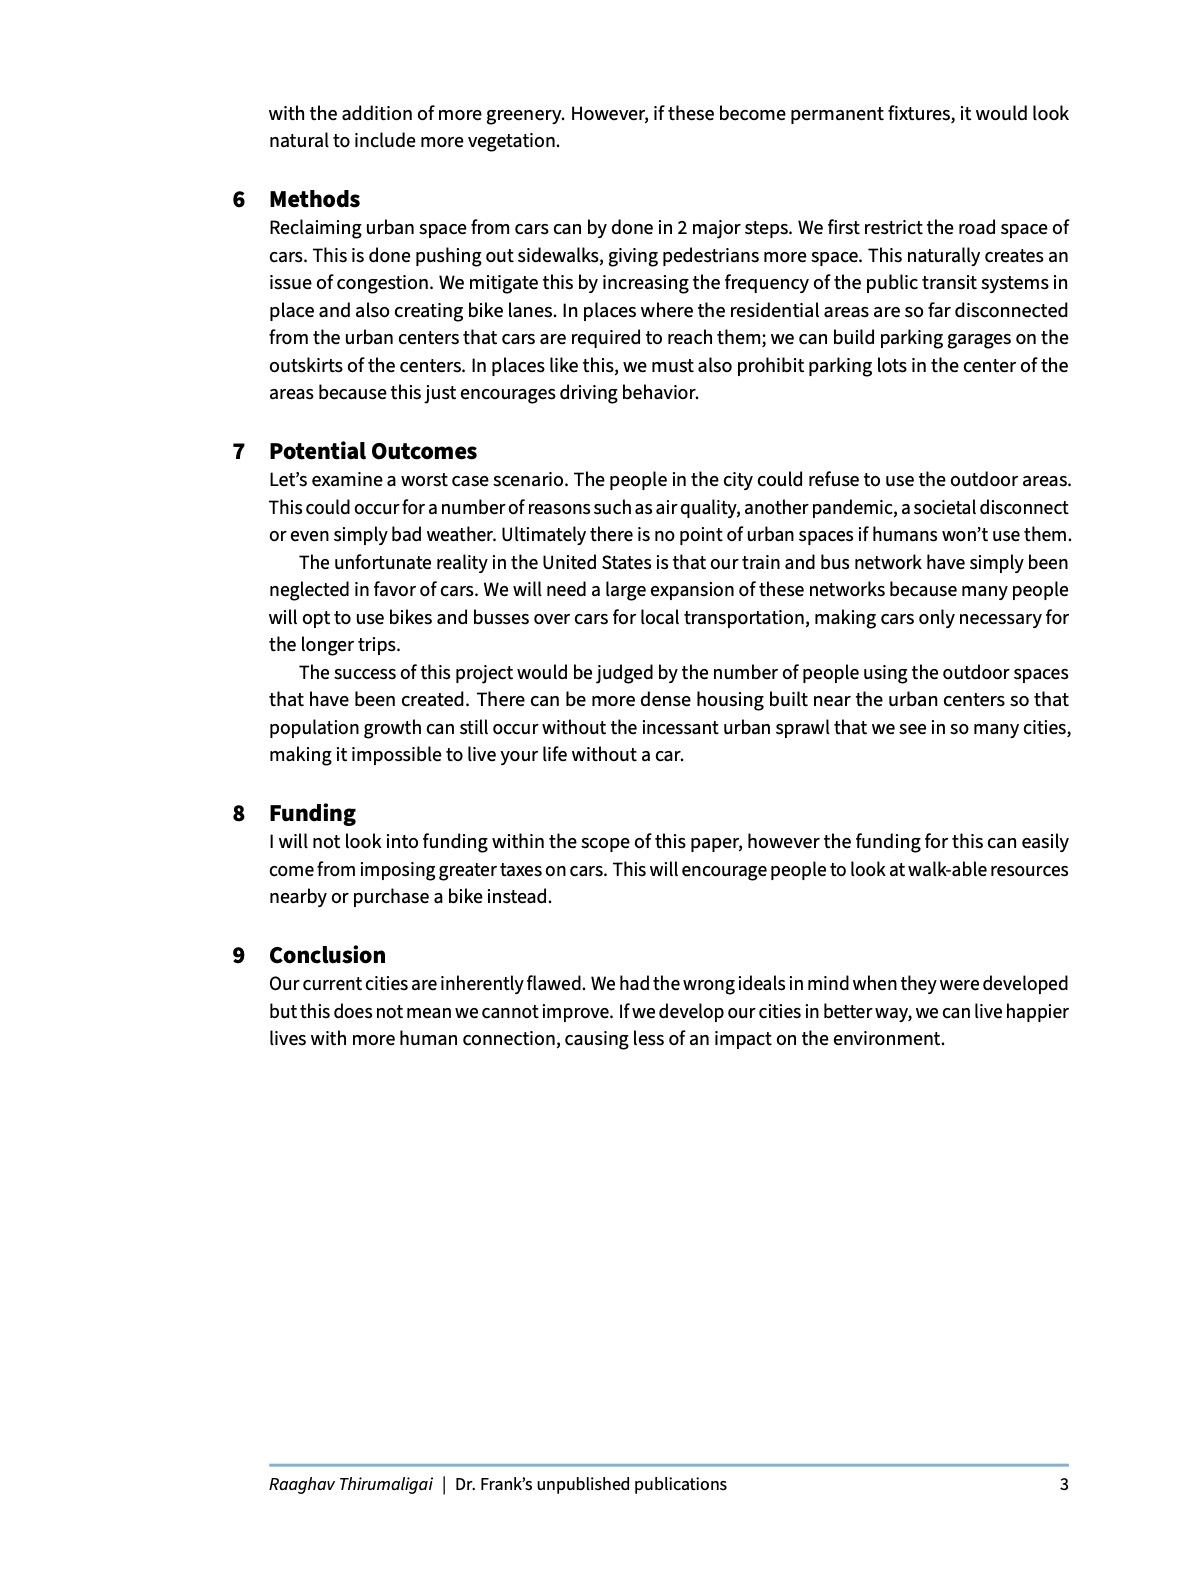 with the addition of more greenery. However, if these become permanent fixtures, it would look
natural to include more vegetation.
6 Methods
Reclaiming urban space from cars can by done in 2 major steps. We first restrict the road space of
cars. This is done pushing out sidewalks, giving pedestrians more space. This naturally creates an
issue of congestion. We mitigate this by increasing the frequency of the public transit systems in
place and also creating bike lanes. In places where the residential areas are so far disconnected
from the urban centers that cars are required to reach them; we can build parking garages on the
outskirts of the centers. In places like this, we must also prohibit parking lots in the center of the
areas because this just encourages driving behavior.
7 Potential Outcomes
Let’s examine a worst case scenario. The people in the city could refuse to use the outdoor areas.
This could occur for a number of reasons such as air quality, another pandemic, a societal disconnect
or even simply bad weather. Ultimately there is no point of urban spaces if humans won’t use them.
The unfortunate reality in the United States is that our train and bus network have simply been
neglected in favor of cars. We will need a large expansion of these networks because many people
will opt to use bikes and busses over cars for local transportation, making cars only necessary for
the longer trips.
The success of this project would be judged by the number of people using the outdoor spaces
that have been created. There can be more dense housing built near the urban centers so that
population growth can still occur without the incessant urban sprawl that we see in so many cities,
making it impossible to live your life without a car.
8 Funding
I will not look into funding within the scope of this paper, however the funding for this can easily
come from imposing greater taxes on cars. This will encourage people to look at walk-able resources
nearby or purchase a bike instead.
9 Conclusion
Our current cities are inherently flawed. We had the wrong ideals in mind when they were developed
but this does not mean we cannot improve. If we develop our cities in better way, we can live happier
lives with more human connection, causing less of an impact on the environment.
Raaghav Thirumaligai | Dr. Frank’s unpublished publications 3